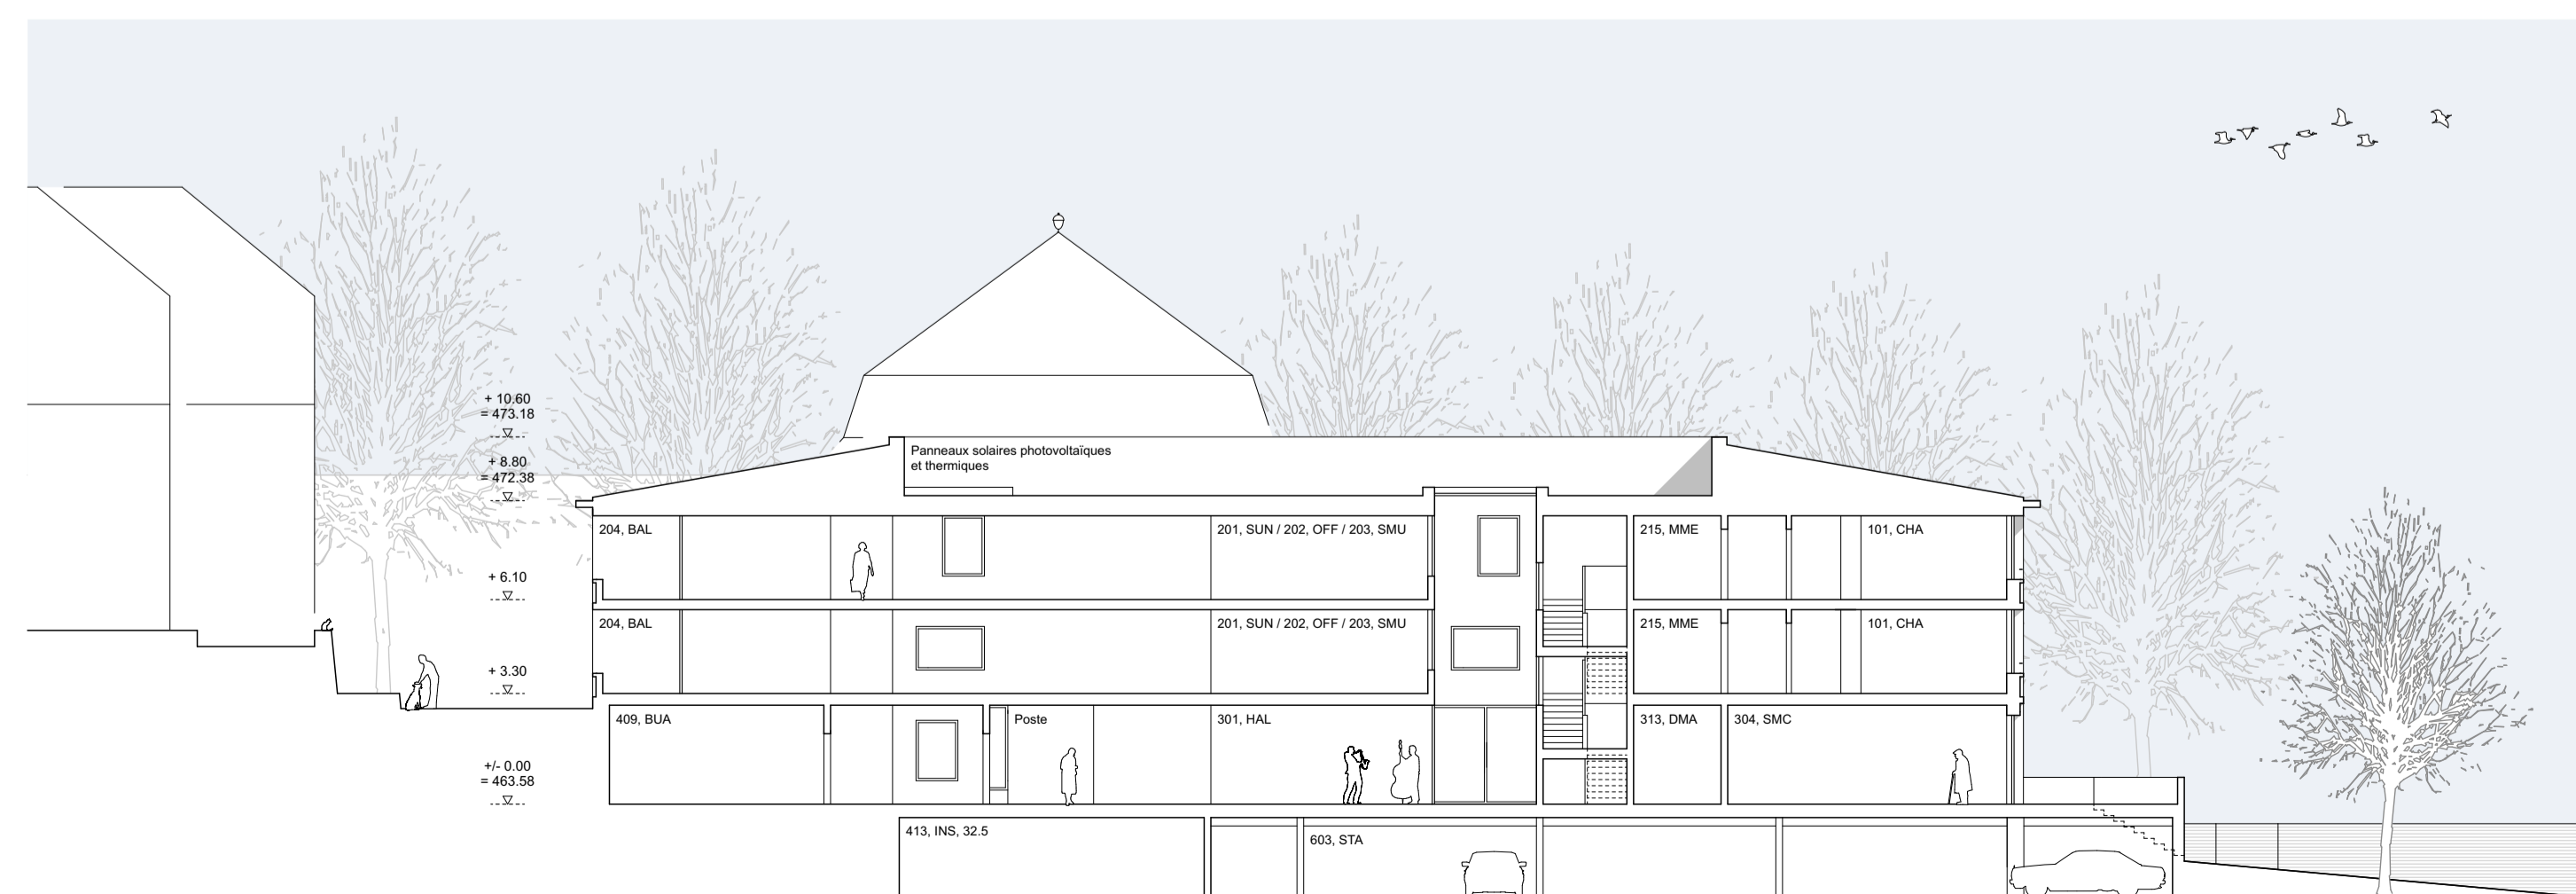 + 10.60
= 473.18
+ 8.80
= 472.38
+ 6.10
+ 3.30
+/- 0.00
= 463.58
Panneaux solaires photovoltaïques
et thermiques
204, BAL
201, SUN / 202, OFF / 203, SMU
215, MME
101, CHA
204, BAL
201, SUN / 202, OFF / 203, SMU
215, MME
101, CHA
409, BUA
Poste
301, HAL
313, DMA
304, SMC
413, INS, 32.5
603, STA